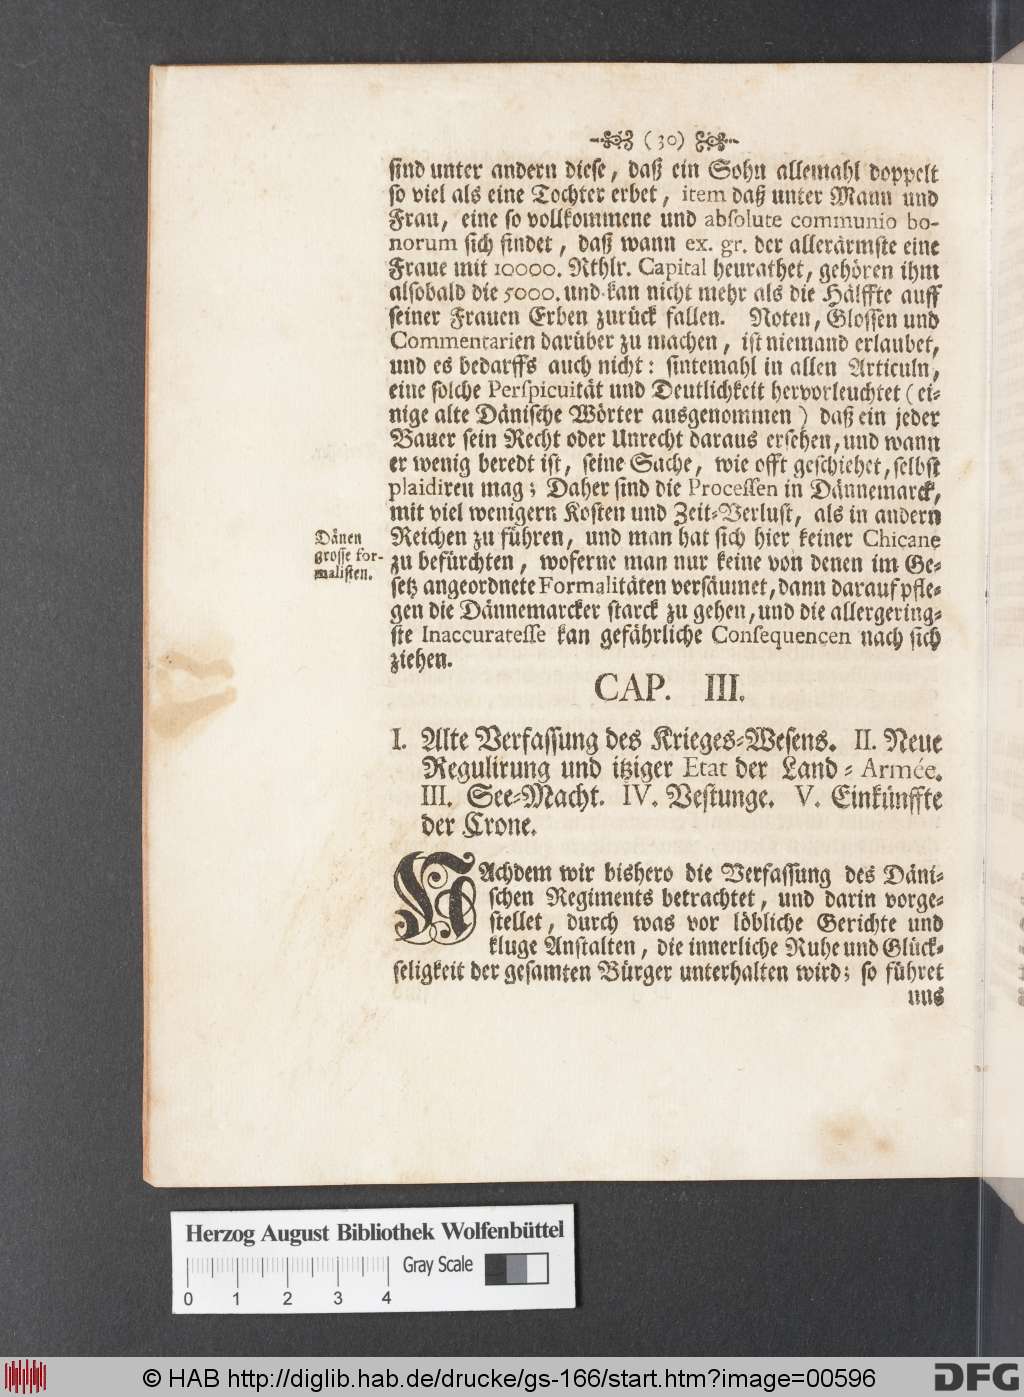 (30)
sind unter andern diese, daß ein Sohn allemahl doppelt
so viel als eine Tochter erbet, item daß unter Mann und
Frau, eine so vollkommene und absolute communio bo-
norum sich findet, daß wann ex. gr. der allerärmste eine
Fraue mit 10000. Rthlr. Capital heurathet, gehören ihm
alsobald die 5000. und kan nicht mehr als die Hälffte auff
seiner Frauen Erben zurück fallen. Noten, Glossen und
Commentarien darüber zu machen, ist niemand erlaubet,
und es bedarffs auch nicht: sintemahl in allen Articuln,
eine solche Perspicuität und Deutlichkeit hervorleuchtet (ei-
nige alte Dänische Wörter ausgenommen) daß ein jeder
Bauer sein Recht oder Unrecht daraus ersehen, und wann
er wenig beredt ist, seine Sache, wie offt geschiehet, selbst
plaidiren mag; Daher sind die Processen in Dännemarck,
mit viel wenigern Kosten und Zeit-Verlust, als in andern
Reichen zu führen, und man hat sich hier keiner Chicane
zu befürchten, woferne man nur keine von denen im Ge-
setz angeordnete Formalitäten versäumet, dann darauf pfle-
gen die Dännemarcker starck zu gehen, und die allergering-
ste Inaccuratesse kan gefährliche Consequencen nach sich
ziehen.
Dänen
grosse for-
malisten.
CAP. III.
I. Alte Verfassung des Krieges-Wesens. II. Neue
Regulirung und itziger Etat der Land-Armée.
III. See-Macht. IV. Vestunge. V. Einkünffte
der Crone.
NAchdem wir bishero die Verfassung des Däni-
schen Regiments betrachtet, und darin vorge-
stellet, durch was vor löbliche Gerichte und
kluge Anstalten, die innerliche Ruhe und Glück-
seligkeit der gesamten Bürger unterhalten wird; so führet
uns
Herzog August Bibliothek Wolfenbüttel
Gray Scale
0 1 2 3 4
© HAB http://diglib.hab.de/drucke/gs-166/start.htm?image=00596
DFG